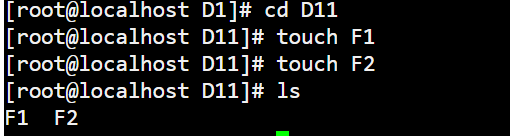 [root@localhost D1]# cd D11
[root@localhost D11]# touch F1
[root@localhost D11]# touch F2
[root@localhost D11]# ls
F1  F2